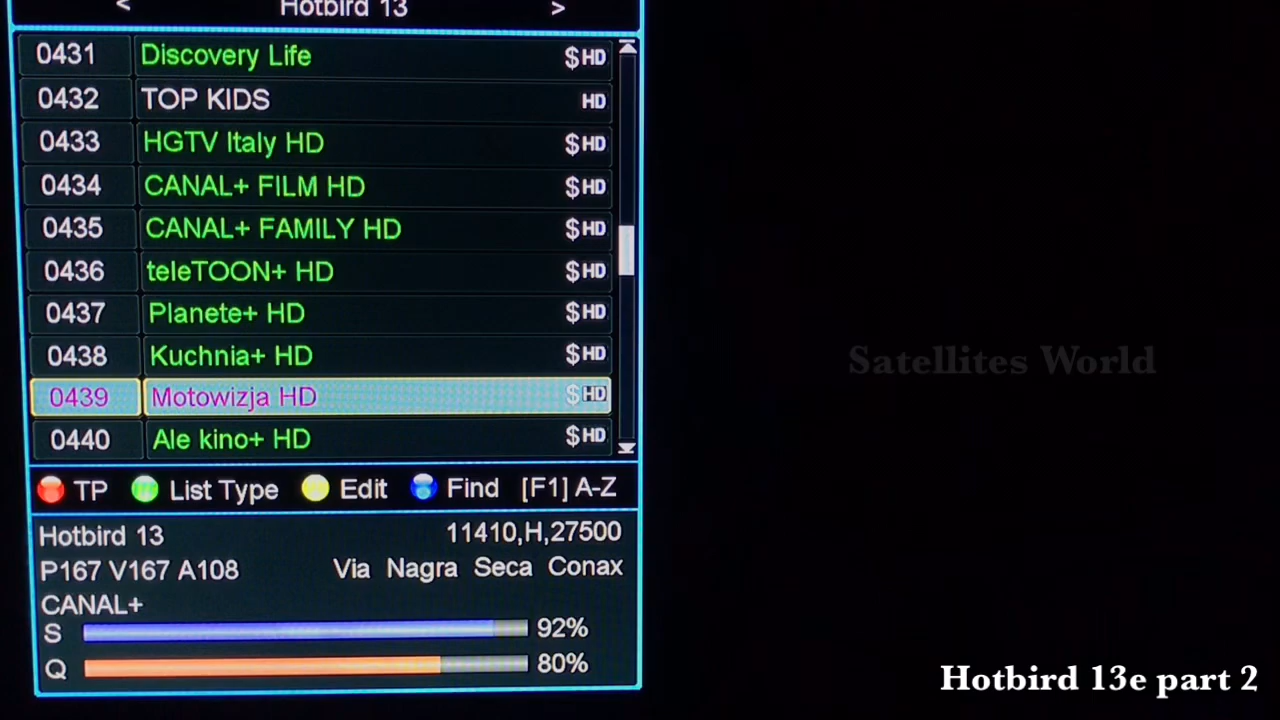 < Hotbird 13 >
0431 Discovery Life $HD
0432 TOP KIDS HD
0433 HGTV Italy HD $HD
0434 CANAL+ FILM HD $HD
0435 CANAL+ FAMILY HD $HD
0436 teleTOON+ HD $HD
0437 Planete+ HD $HD
0438 Kuchnia+ HD $HD
0439 Motowizja HD $HD
0440 Ale kino+ HD $HD
TP List Type Edit Find [F1] A-Z
Hotbird 13 11410,H,27500
P167 V167 A108 Via Nagra Seca Conax
CANAL+
S 92%
Q 80%
Satellites World
Hotbird 13e part 2